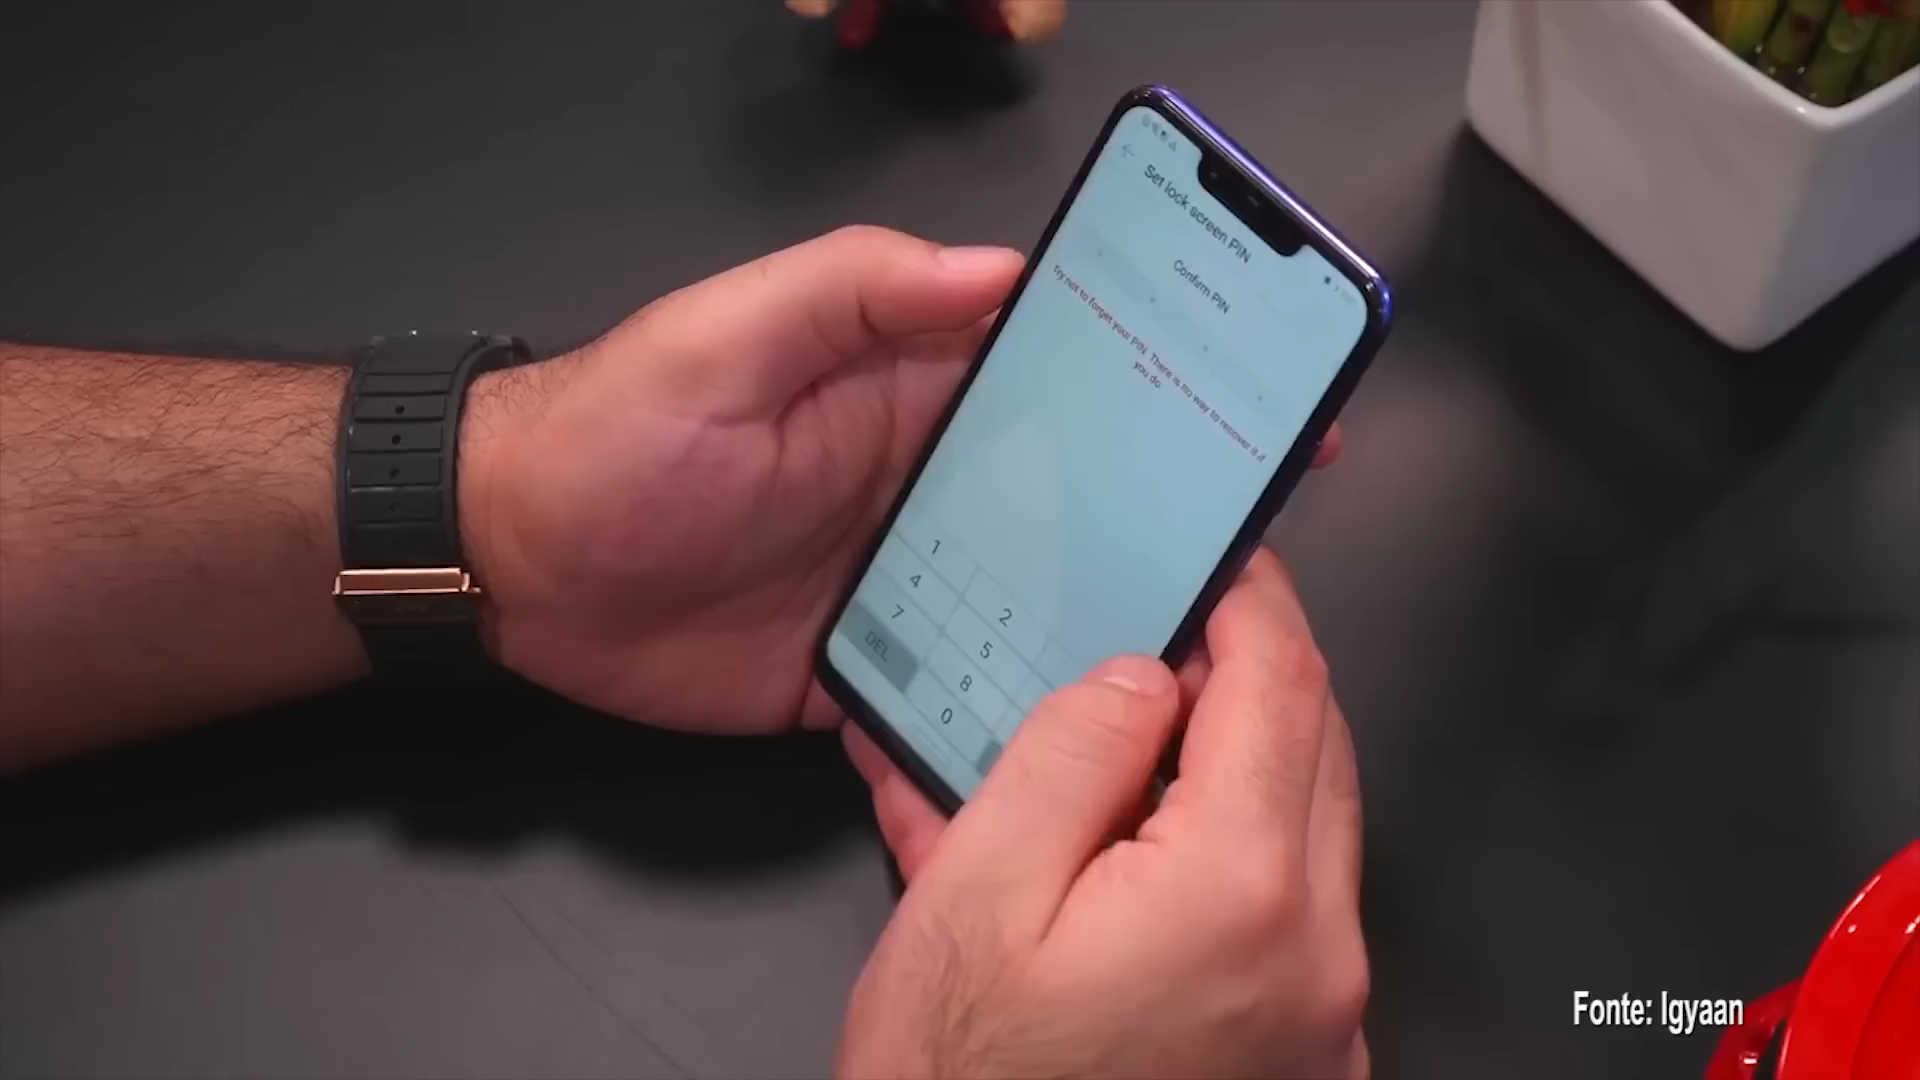 Set lock screen PIN
Confirm PIN
Try not to forget your PIN. There is no way to recover it if
you do.
1
2
4
5
7
8
DEL
0
Fonte: Igyaan